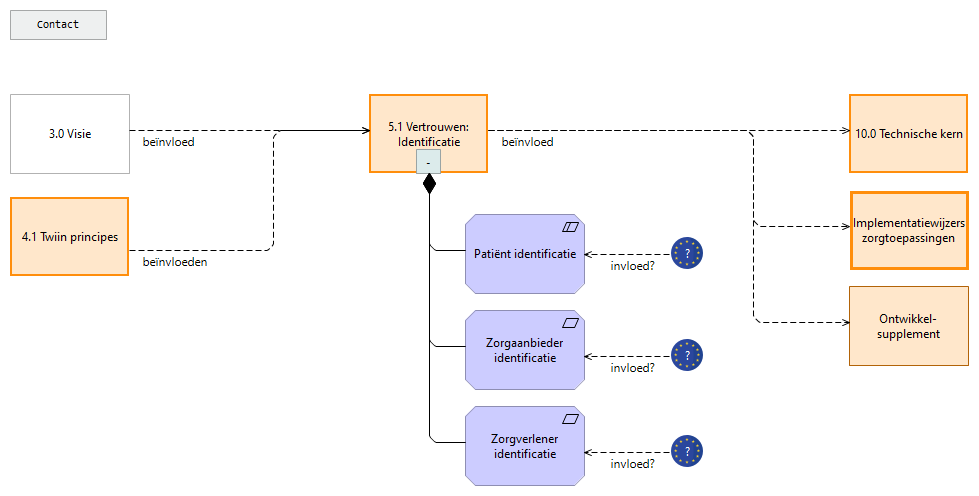 Contact
3.0 Visie
beïnvloed
4.1 Twiin principes
beïnvloeden
5.1 Vertrouwen:
Identificatie
-
beïnvloed
10.0 Technische kern
Implementatiewijzers
zorgtoepassingen
Ontwikkel-
supplement
Patiënt identificatie
invloed?
?
Zorgaanbieder
identificatie
invloed?
?
Zorgverlener
identificatie
invloed?
?